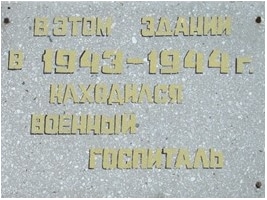 В ЭТОМ ЗДАНИИ
В 1943-1944 г.
НАХОДИЛСЯ
ВОЕННЫЙ
ГОСПИТАЛЬ